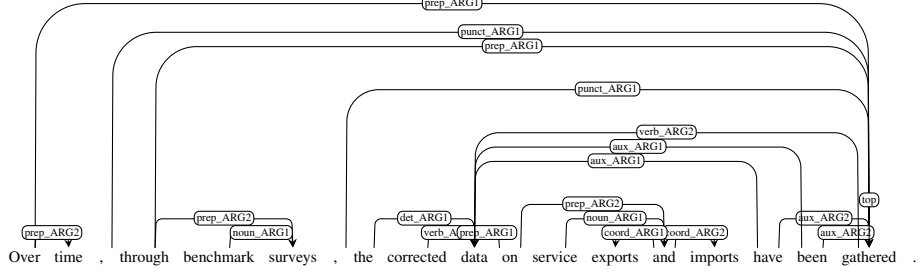 prep_ARG1
punct_ARG1
prep_ARG1
punct_ARG1
verb_ARG2
aux_ARG1
aux_ARG1
top
prep_ARG2
prep_ARG2 det_ARG1 noun_ARG1 aux_ARG2
prep_ARG2 noun_ARG1 prep_ARG1 coord_ARG1 coord_ARG2 aux_ARG2
Over time , through benchmark surveys , the corrected data on service exports and imports have been gathered .